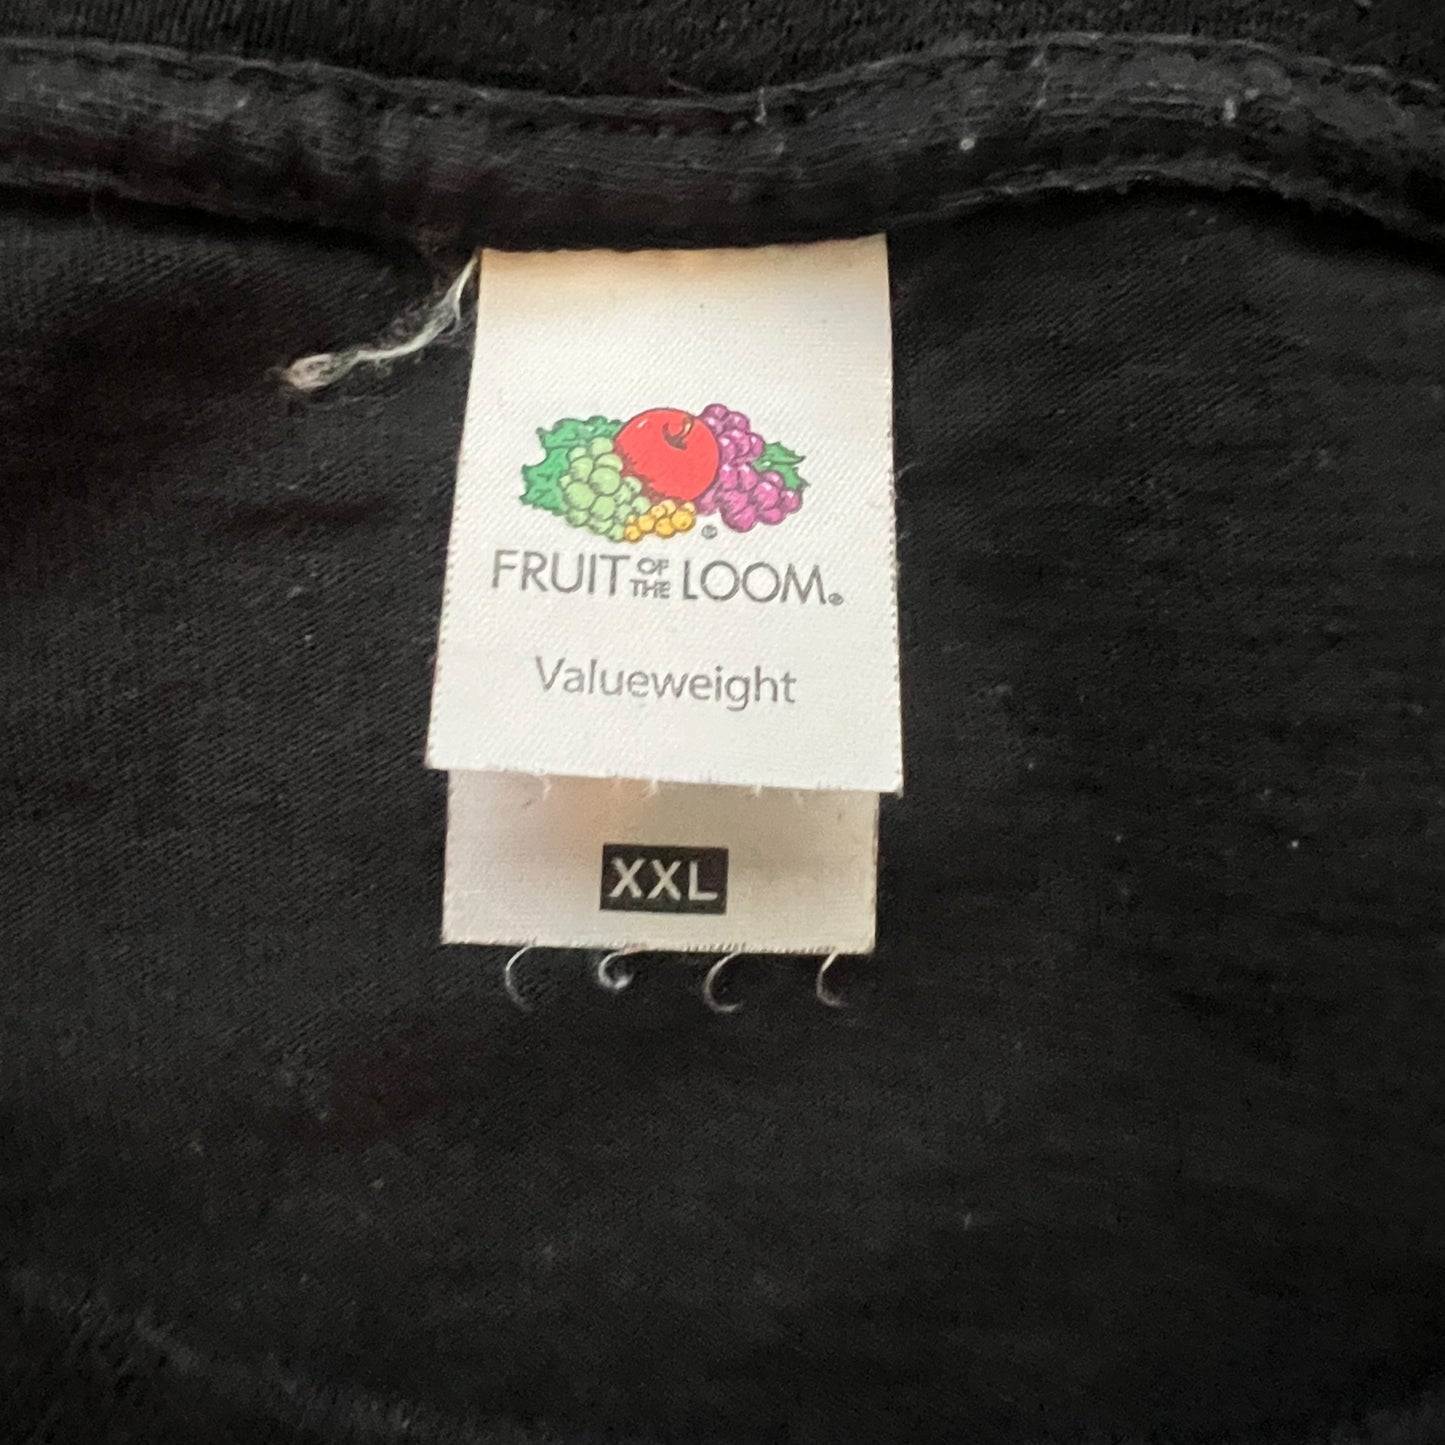 FRUIT OF THE LOOM®
Valueweight
XXL